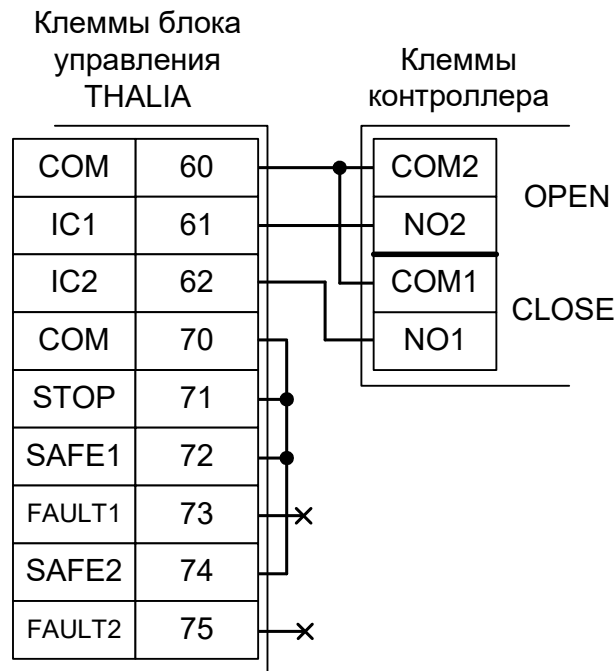 Клеммы блока
управления
THALIA
Клеммы
контроллера
COM 60
IC1 61
IC2 62
COM 70
STOP 71
SAFE1 72
FAULT1 73
SAFE2 74
FAULT2 75
COM2
NO2
OPEN
COM1
NO1
CLOSE